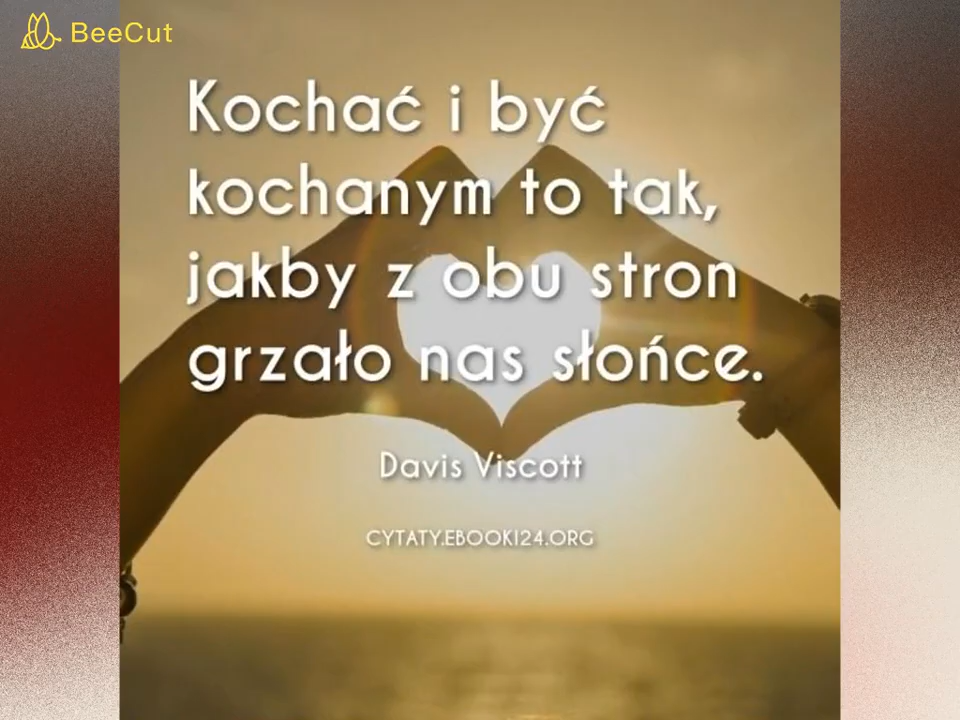 BeeCut
Kochać i być
kochanym to tak,
jakby z obu stron
grzało nas słońce.
Davis Viscott
CYTATY.EBOOKI24.ORG